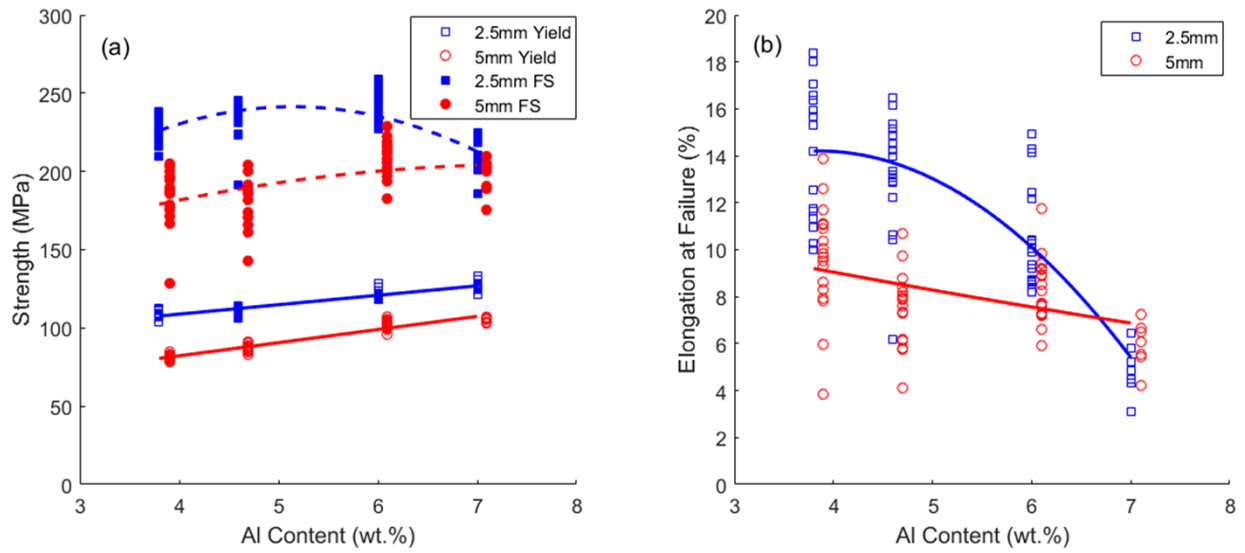 (a)
2.5mm Yield
5mm Yield
2.5mm FS
5mm FS
300
250
200
150
100
50
0
Strength (MPa)
3
4
5
6
7
8
Al Content (wt.%)
(b)
2.5mm
5mm
20
18
16
14
12
10
8
6
4
2
0
Elongation at Failure (%)
3
4
5
6
7
8
Al Content (wt.%)